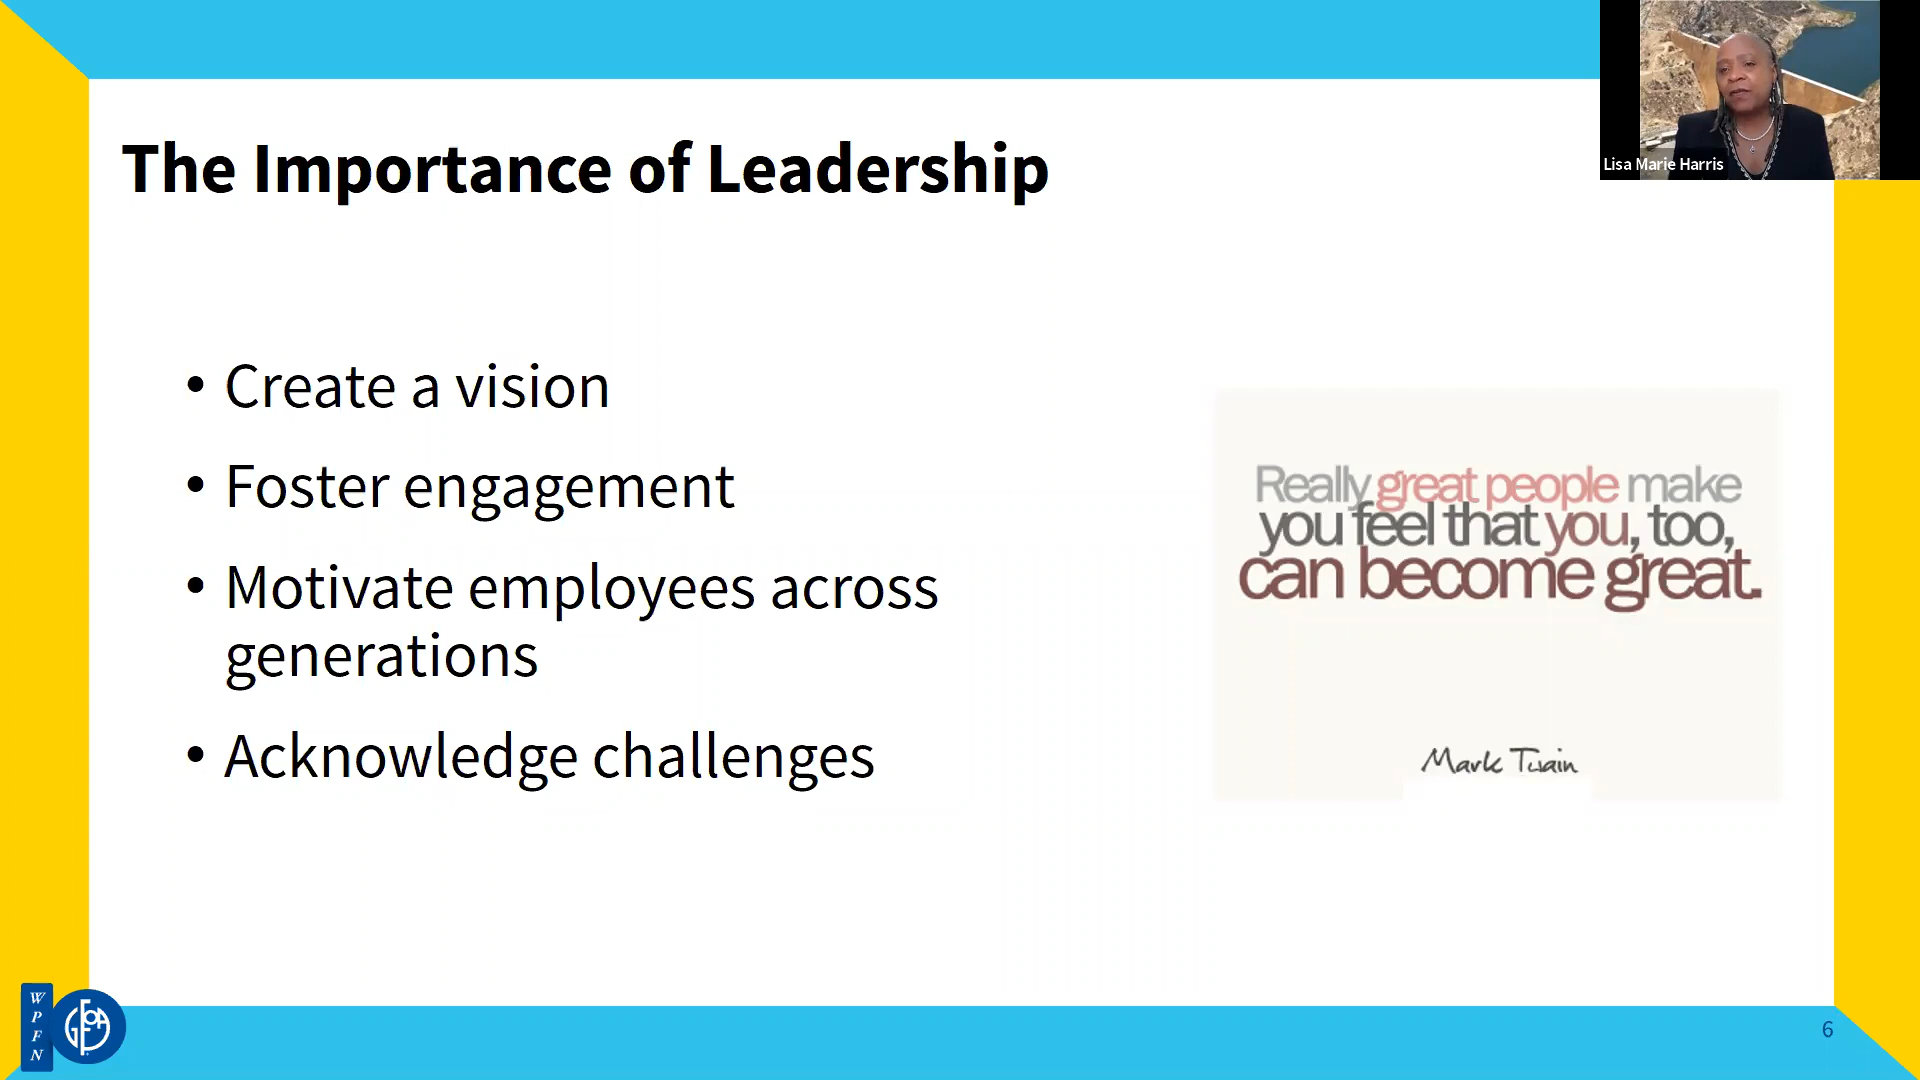 Lisa Marie Harris
The Importance of Leadership
• Create a vision
• Foster engagement
• Motivate employees across
generations
• Acknowledge challenges
Really great people make
you feel that you, too,
can become great.
Mark Twain
W
P
F
N
GFOA
6